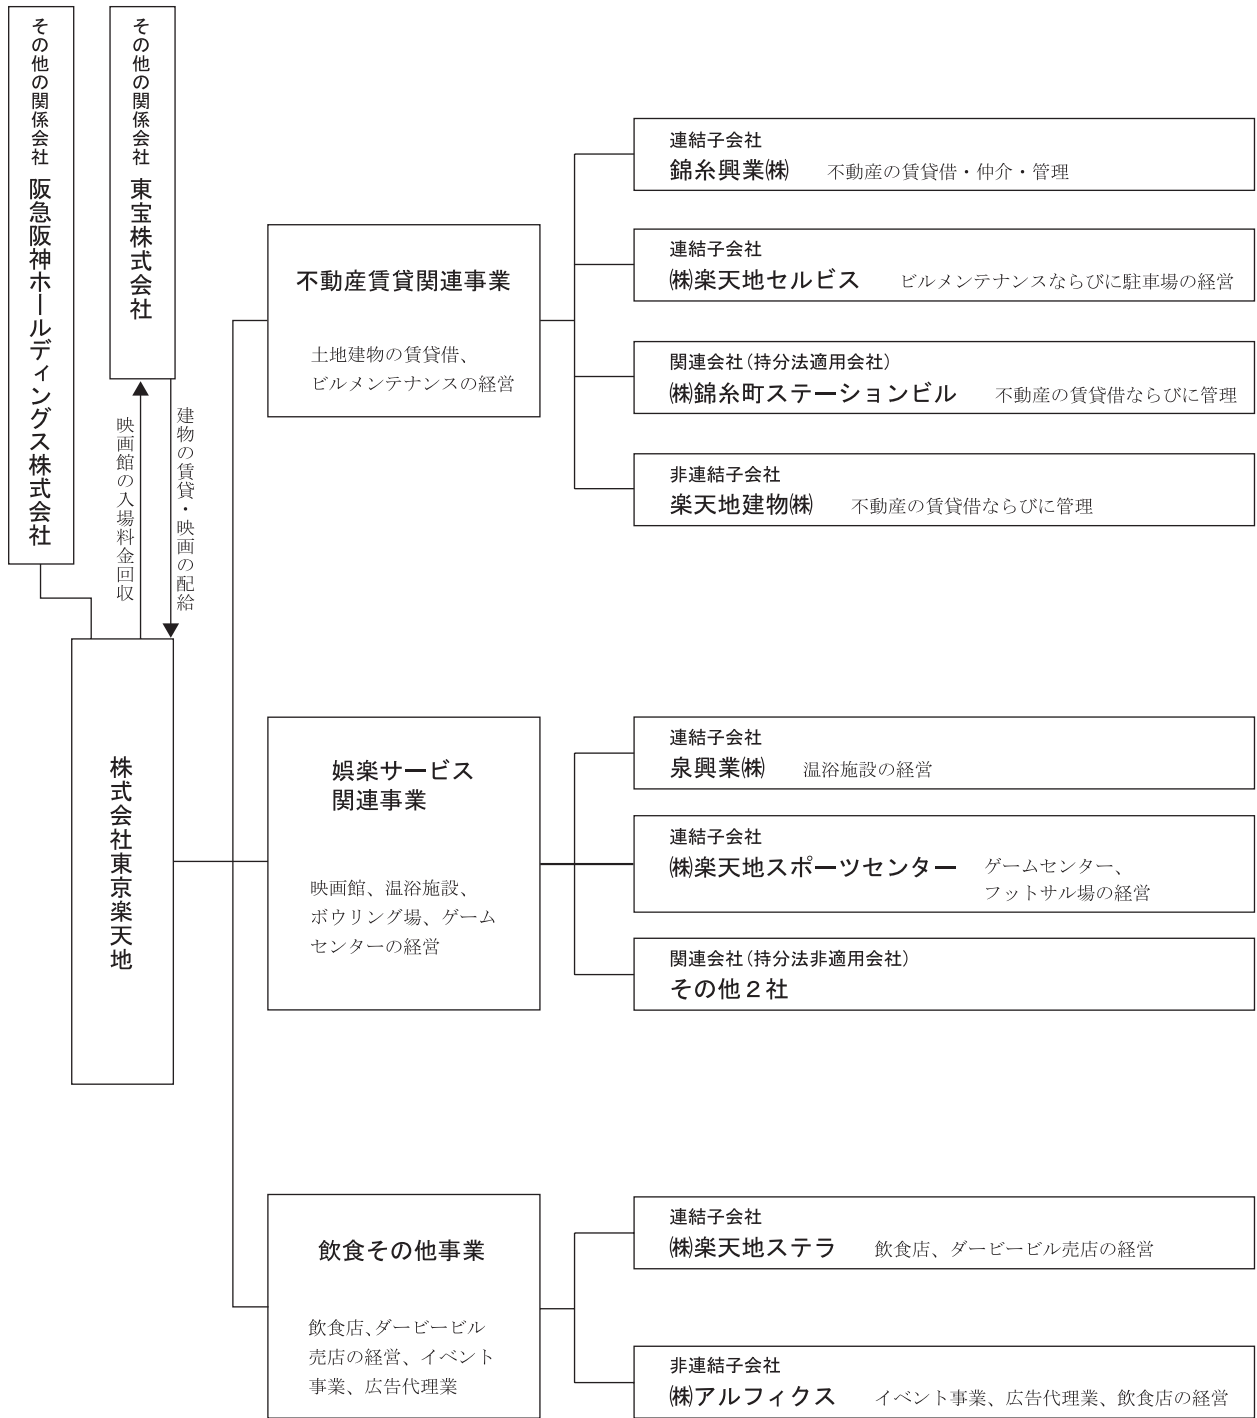 その他の関係会社 阪急阪神ホールディングス株式会社
その他の関係会社 東宝株式会社
映画館の入場料金回収
建物の賃貸・映画の配給
株式会社東京楽天地
不動産賃貸関連事業
土地建物の賃貸借、
ビルメンテナンスの経営
連結子会社
錦糸興業㈱ 不動産の賃貸借・仲介・管理
連結子会社
㈱楽天地セルビス ビルメンテナンスならびに駐車場の経営
関連会社(持分法適用会社)
㈱錦糸町ステーションビル 不動産の賃貸借ならびに管理
非連結子会社
楽天地建物㈱ 不動産の賃貸借ならびに管理
娯楽サービス
関連事業
映画館、温浴施設、
ボウリング場、ゲーム
センターの経営
連結子会社
泉興業㈱ 温浴施設の経営
連結子会社
㈱楽天地スポーツセンター ゲームセンター、
フットサル場の経営
関連会社(持分法非適用会社)
その他2社
飲食その他事業
飲食店、ダービービル
売店の経営、イベント
事業、広告代理業
連結子会社
㈱楽天地ステラ 飲食店、ダービービル売店の経営
非連結子会社
㈱アルフィクス イベント事業、広告代理業、飲食店の経営